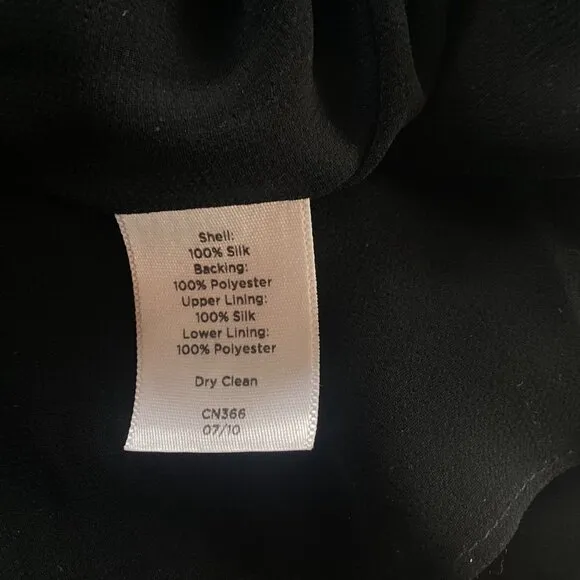 Shell:
100% Silk
Backing:
100% Polyester
Upper Lining:
100% Silk
Lower Lining:
100% Polyester
Dry Clean
CN366
07/10